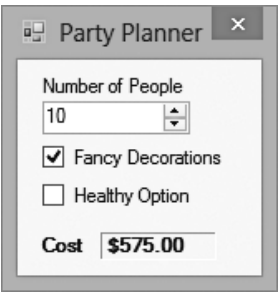 Party Planner
Number of People
10
Fancy Decorations
Healthy Option
Cost $575.00